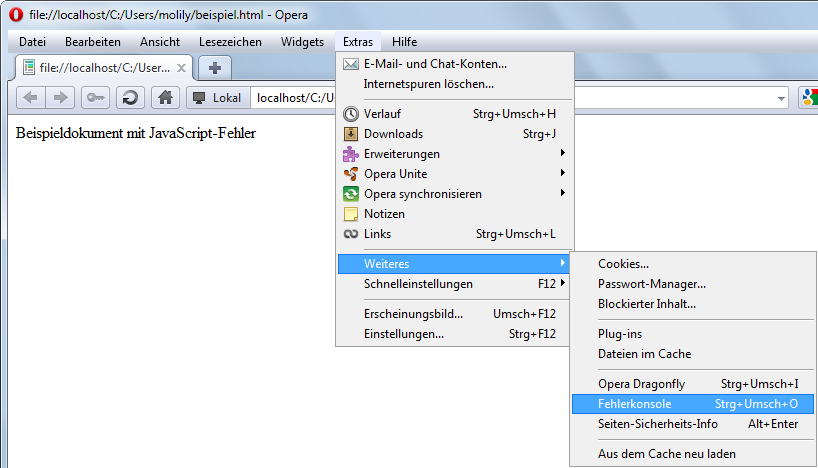 file://localhost/C:/Users/molily/beispiel.html - Opera
Datei Bearbeiten Ansicht Lesezeichen Widgets Extras Hilfe
file://localhost/C:/User...
Lokal localhost/C:/U
Beispieldokument mit JavaScript-Fehler
E-Mail- und Chat-Konten...
Internetspuren löschen...
Verlauf Strg+Umsch+H
Downloads Strg+J
Erweiterungen
Opera Unite
Opera synchronisieren
Notizen
Links Strg+Umsch+L
Weiteres
Schnelleinstellungen F12
Erscheinungsbild... Umsch+F12
Einstellungen... Strg+F12
Cookies...
Passwort-Manager...
Blockierter Inhalt...
Plug-ins
Dateien im Cache
Opera Dragonfly Strg+Umsch+I
Fehlerkonsole Strg+Umsch+O
Seiten-Sicherheits-Info Alt+Enter
Aus dem Cache neu laden